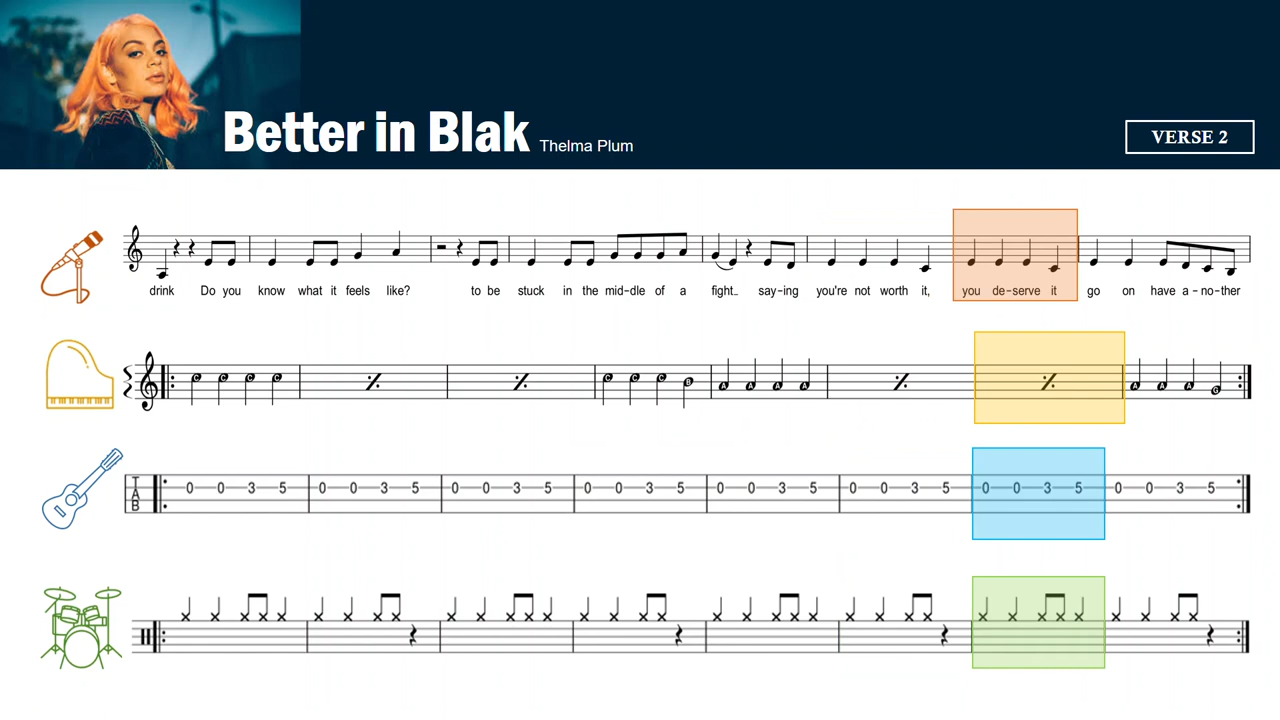 Better in Blak Thelma Plum
VERSE 2
drink Do you know what it feels like? to be stuck in the mid-dle of a fight_ say-ing you're not worth it, you de-serve it go on have a-no-ther
C C C C C C C B A A A A A A A G
T
A
B
0 0 3 5 0 0 3 5 0 0 3 5 0 0 3 5 0 0 3 5 0 0 3 5 0 0 3 5 0 0 3 5